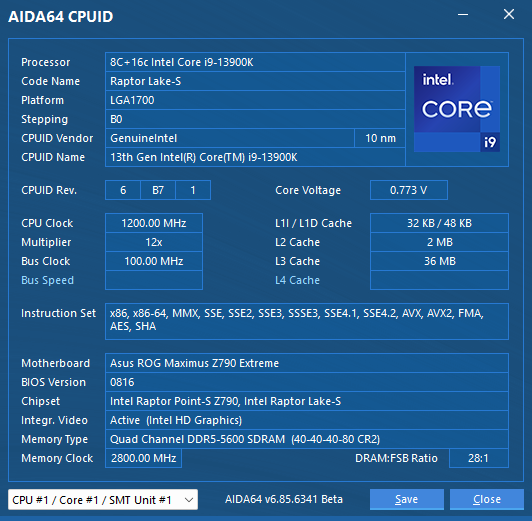 AIDA64 CPUID
Processor 8C+16c Intel Core i9-13900K
Code Name Raptor Lake-S
Platform LGA1700
Stepping B0
CPUID Vendor GenuineIntel 10 nm
CPUID Name 13th Gen Intel(R) Core(TM) i9-13900K
intel
CORE
i9
CPUID Rev. 6 B7 1 Core Voltage 0.773 V
CPU Clock 1200.00 MHz L1I / L1D Cache 32 KB / 48 KB
Multiplier 12x L2 Cache 2 MB
Bus Clock 100.00 MHz L3 Cache 36 MB
Bus Speed L4 Cache
Instruction Set x86, x86-64, MMX, SSE, SSE2, SSE3, SSSE3, SSE4.1, SSE4.2, AVX, AVX2, FMA,
AES, SHA
Motherboard Asus ROG Maximus Z790 Extreme
BIOS Version 0816
Chipset Intel Raptor Point-S Z790, Intel Raptor Lake-S
Integr. Video Active (Intel HD Graphics)
Memory Type Quad Channel DDR5-5600 SDRAM (40-40-40-80 CR2)
Memory Clock 2800.00 MHz DRAM:FSB Ratio 28:1
CPU #1 / Core #1 / SMT Unit #1 AIDA64 v6.85.6341 Beta Save Close